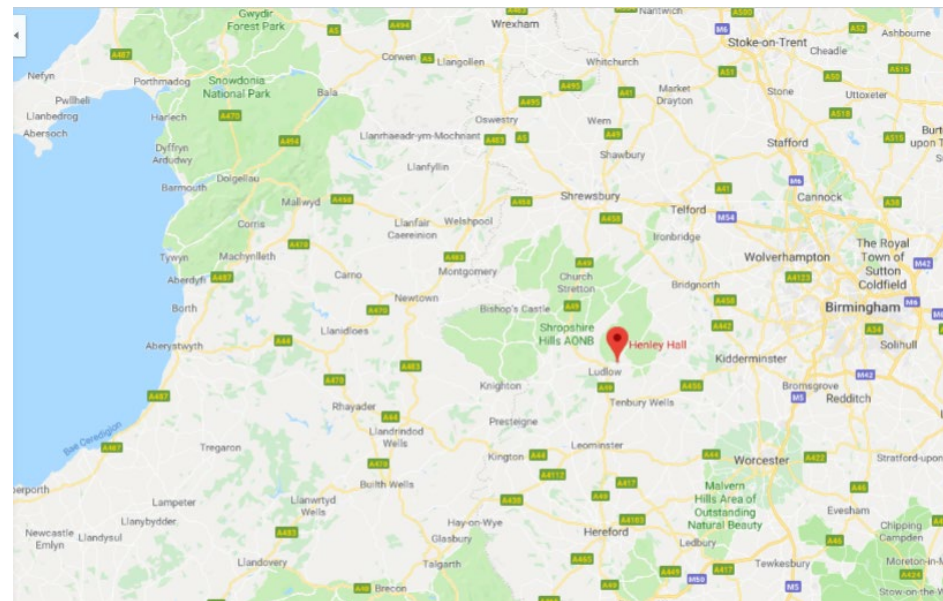 Gwydir
Forest Park
A494
A5
A483
Wrexham
Nantwich
A500
M6
Stoke-on-Trent
A52
Ashbourne
Cheadle
A487
Corwen
A5
Llangollen
Whitchurch
A51
A50
A515
Nefyn
Porthmadog
Snowdonia
National Park
Bala
A495
A495
A41
Market
Drayton
Stone
Uttoxeter
Pwllheli
Llanbedrog
Abersoch
Harlech
A470
Oswestry
Wem
A518
A494
Llanrhaeadr-ym-Mochnant
A483
A5
A49
Stafford
A515
Dyffryn
Ardudwy
Shawbury
Llanfyllin
Barmouth
Dolgellau
M6
Cannock
Mallwyd
A458
A458
Shrewsbury
A41
A38
Corris
Llanfair
Caereinion
Welshpool
A458
Telford
M54
Ironbridge
Tywyn
Machynlleth
A470
A483
A49
Wolverhampton
The Royal
Town of
Sutton
Coldfield
M42
Aberdyfi
A487
Carno
Montgomery
Church
Stretton
Bridgnorth
A4123
Borth
Newtown
A470
Bishop's Castle
A49
A458
Birmingham
M6
Llanidloes
Shropshire
Hills AONB
A442
A34
Aberystwyth
A44
Henley Hall
Solihull
A483
Ludlow
Kidderminster
A470
Knighton
A49
A456
M42
A487
Bromsgrove
Rhayader
Tenbury Wells
M5
Redditch
A44
Presteigne
Bae Ceredigion
Llandrindod
Wells
A487
Tregaron
Leominster
Kington
A44
A44
Worcester
A422
Stratford-upon
A470
A4112
erporth
Builth Wells
A417
Malvern
Hills Area of
Outstanding
Natural Beauty
A46
Lampeter
Llanwrtyd
Wells
A438
A49
Evesham
Llanybydder
Hay-on-Wye
A4103
Chipping
Campden
Newcastle
Emlyn
Llandysul
A483
Glasbury
Hereford
Ledbury
A46
Llandovery
Talgarth
A465
A449
A417
Tewkesbury
Moreton-in-M
A40
Brecon
A49
M50
M5
A424
Stow-on-the-W